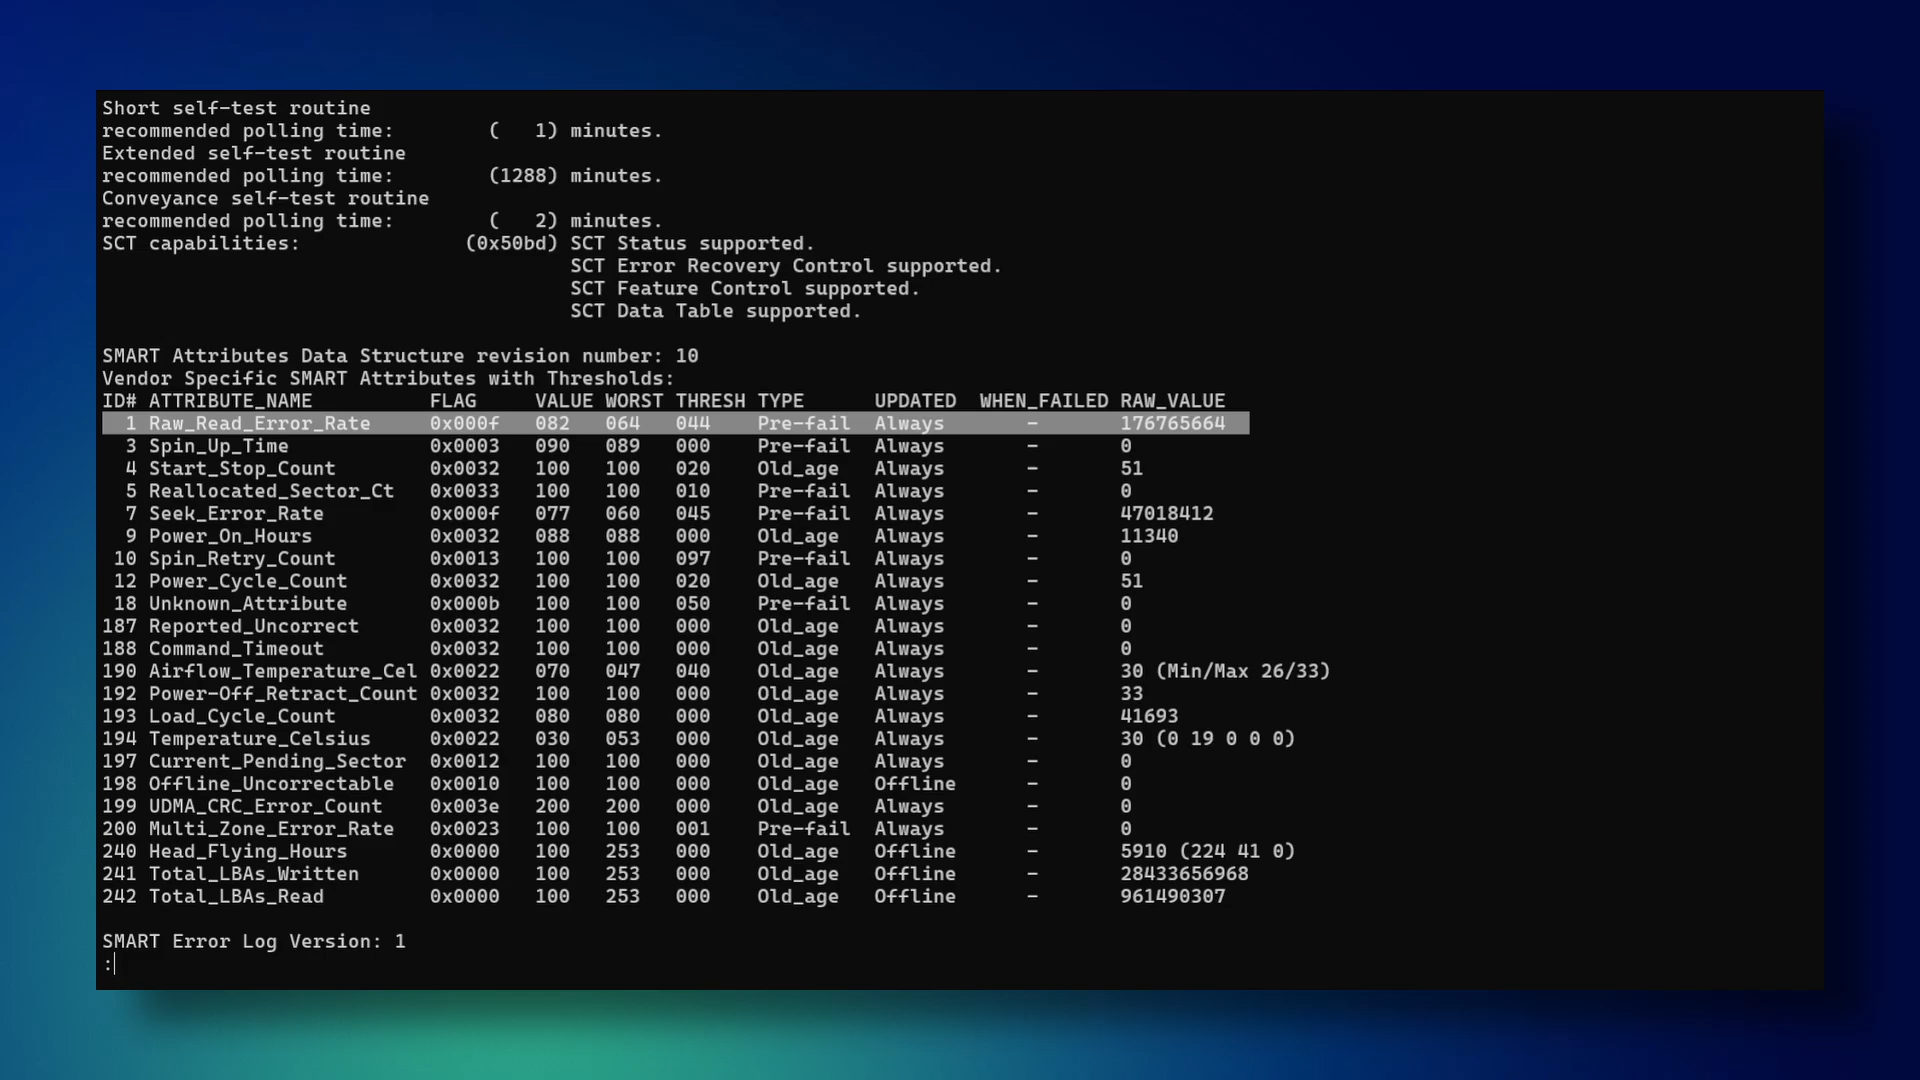 Short self-test routine
recommended polling time:        (   1) minutes.
Extended self-test routine
recommended polling time:        (1288) minutes.
Conveyance self-test routine
recommended polling time:        (   2) minutes.
SCT capabilities:              (0x50bd) SCT Status supported.
                                        SCT Error Recovery Control supported.
                                        SCT Feature Control supported.
                                        SCT Data Table supported.

SMART Attributes Data Structure revision number: 10
Vendor Specific SMART Attributes with Thresholds:
ID# ATTRIBUTE_NAME          FLAG     VALUE WORST THRESH TYPE      UPDATED  WHEN_FAILED RAW_VALUE
  1 Raw_Read_Error_Rate     0x000f   082   064   044    Pre-fail  Always       -       176765664
  3 Spin_Up_Time            0x0003   090   089   000    Pre-fail  Always       -       0
  4 Start_Stop_Count        0x0032   100   100   020    Old_age   Always       -       51
  5 Reallocated_Sector_Ct   0x0033   100   100   010    Pre-fail  Always       -       0
  7 Seek_Error_Rate         0x000f   077   060   045    Pre-fail  Always       -       47018412
  9 Power_On_Hours          0x0032   088   088   000    Old_age   Always       -       11340
 10 Spin_Retry_Count        0x0013   100   100   097    Pre-fail  Always       -       0
 12 Power_Cycle_Count       0x0032   100   100   020    Old_age   Always       -       51
 18 Unknown_Attribute       0x000b   100   100   050    Pre-fail  Always       -       0
187 Reported_Uncorrect      0x0032   100   100   000    Old_age   Always       -       0
188 Command_Timeout         0x0032   100   100   000    Old_age   Always       -       0
190 Airflow_Temperature_Cel 0x0022   070   047   040    Old_age   Always       -       30 (Min/Max 26/33)
192 Power-Off_Retract_Count 0x0032   100   100   000    Old_age   Always       -       33
193 Load_Cycle_Count        0x0032   080   080   000    Old_age   Always       -       41693
194 Temperature_Celsius     0x0022   030   053   000    Old_age   Always       -       30 (0 19 0 0 0)
197 Current_Pending_Sector  0x0012   100   100   000    Old_age   Always       -       0
198 Offline_Uncorrectable   0x0010   100   100   000    Old_age   Offline      -       0
199 UDMA_CRC_Error_Count    0x003e   200   200   000    Old_age   Always       -       0
200 Multi_Zone_Error_Rate   0x0023   100   100   001    Pre-fail  Always       -       0
240 Head_Flying_Hours       0x0000   100   253   000    Old_age   Offline      -       5910 (224 41 0)
241 Total_LBAs_Written      0x0000   100   253   000    Old_age   Offline      -       28433656968
242 Total_LBAs_Read         0x0000   100   253   000    Old_age   Offline      -       961490307

SMART Error Log Version: 1
: